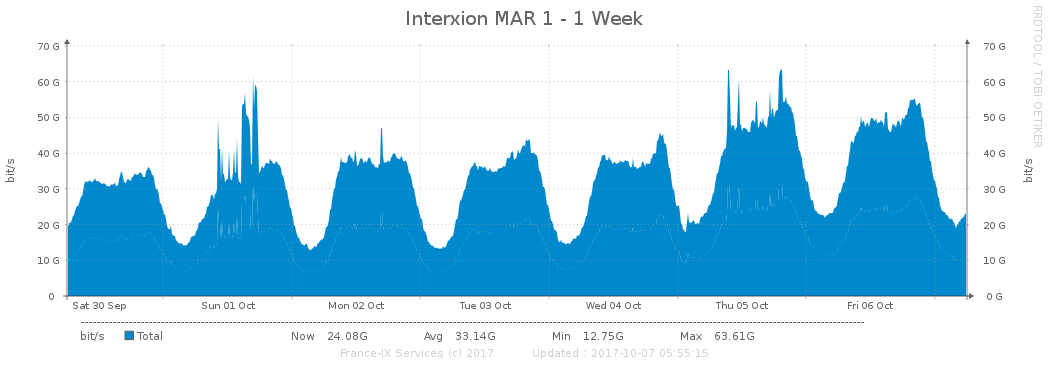 Interxion MAR 1 - 1 Week
RRDTOOL / TOBI OETIKER
bit/s
70 G 70 G
60 G 60 G
50 G 50 G
40 G 40 G
30 G 30 G
20 G 20 G
10 G 10 G
0 0 G
bit/s
Sat 30 Sep Sun 01 Oct Mon 02 Oct Tue 03 Oct Wed 04 Oct Thu 05 Oct Fri 06 Oct
bit/s Total Now 24.08G Avg 33.14G Min 12.75G Max 63.61G
France-IX Services (c) 2017 Updated : 2017-10-07 05:55:15